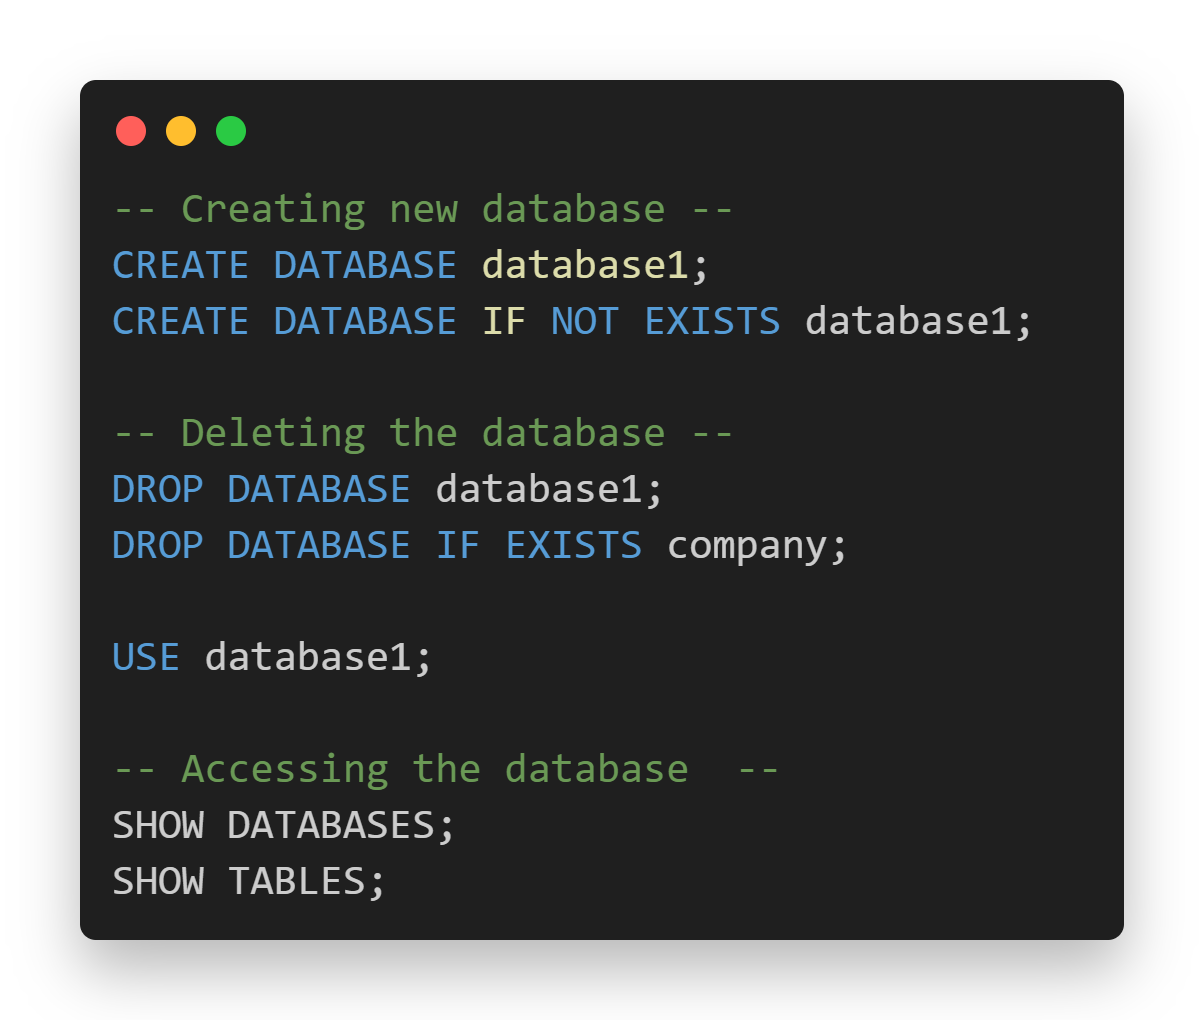 -- Creating new database --
CREATE DATABASE database1;
CREATE DATABASE IF NOT EXISTS database1;
-- Deleting the database --
DROP DATABASE database1;
DROP DATABASE IF EXISTS company;
USE database1;
-- Accessing the database  --
SHOW DATABASES;
SHOW TABLES;